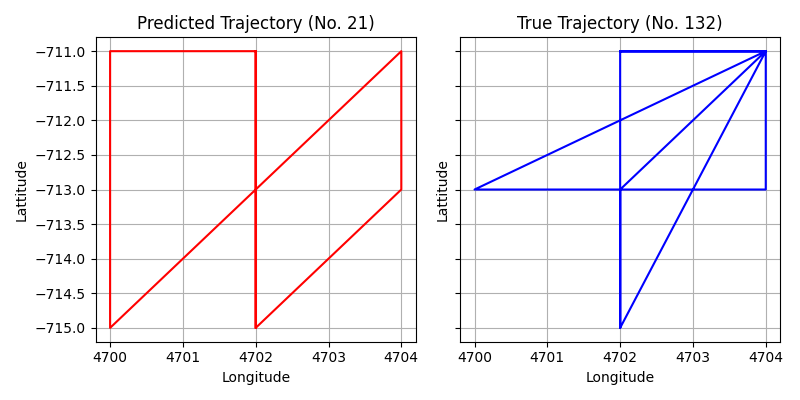 Predicted Trajectory (No. 21)
True Trajectory (No. 132)
Lattitude
−711.0
−711.5
−712.0
−712.5
−713.0
−713.5
−714.0
−714.5
−715.0
4700 4701 4702 4703 4704
Longitude
Lattitude
4700 4701 4702 4703 4704
Longitude